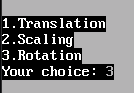 1.Translation
2.Scaling
3.Rotation
Your choice: 3